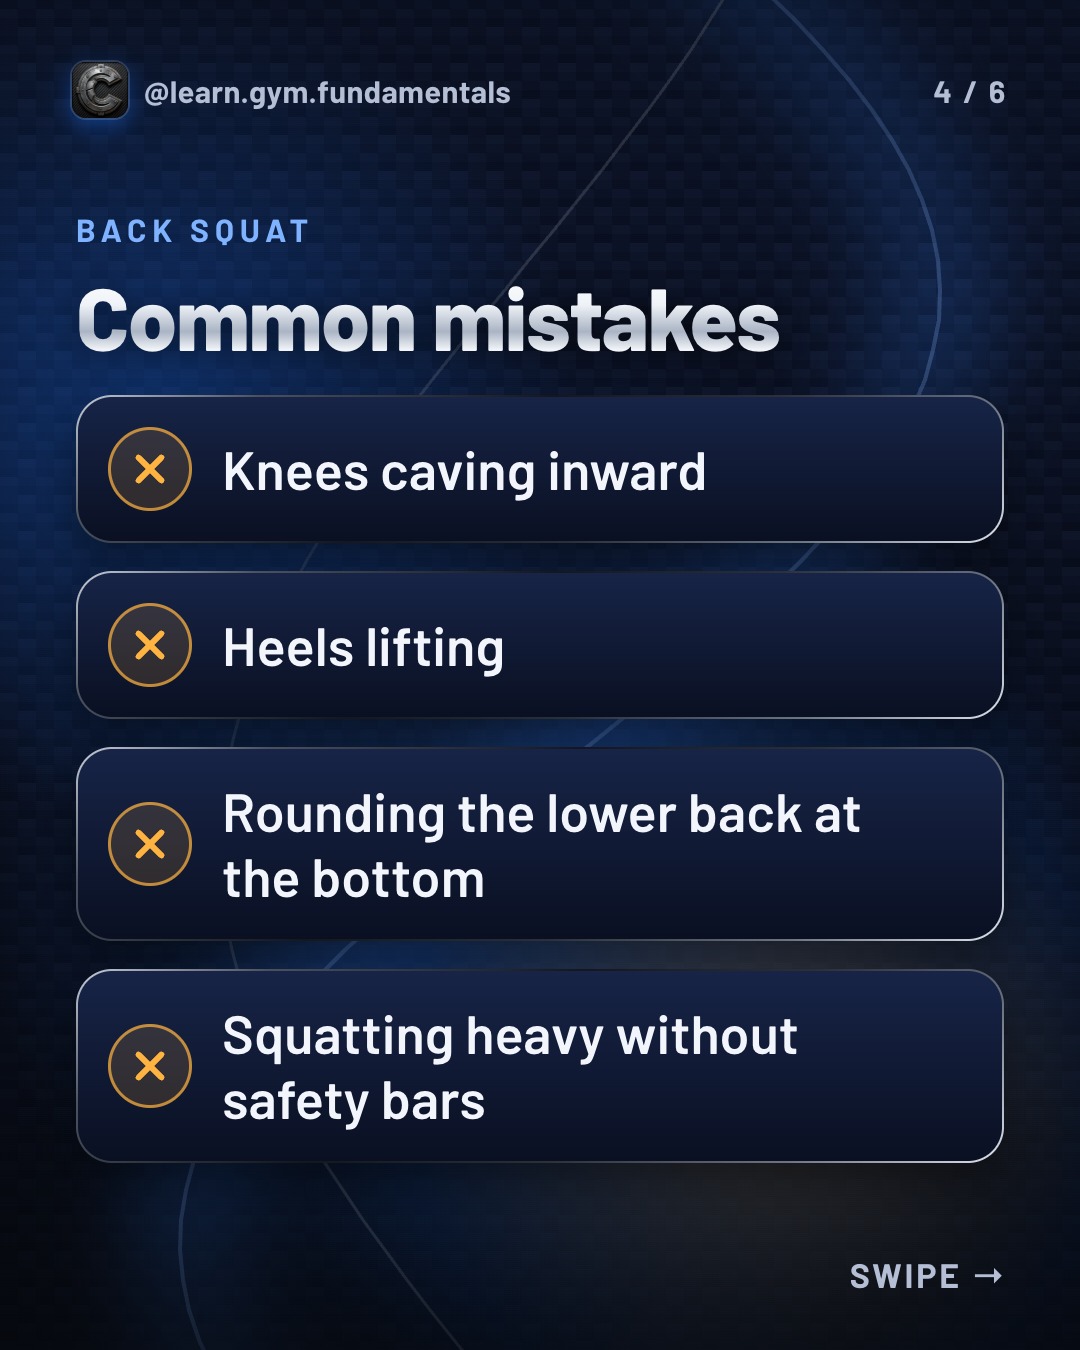 @learn.gym.fundamentals
4 / 6
BACK SQUAT
Common mistakes
Knees caving inward
Heels lifting
Rounding the lower back at
the bottom
Squatting heavy without
safety bars
SWIPE →